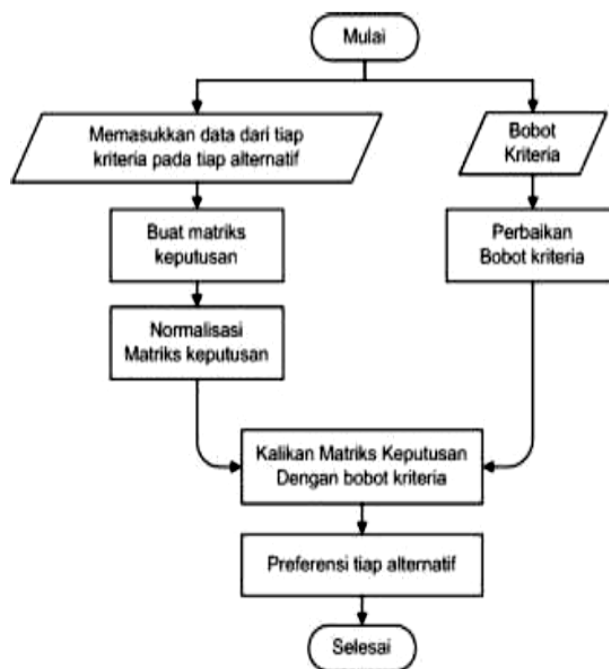 Mulai
Memasukkan data dari tiap
kriteria pada tiap alternatif
Bobot
Kriteria
Buat matriks
keputusan
Perbaikan
Bobot kriteria
Normalisasi
Matriks keputusan
Kalikan Matriks Keputusan
Dengan bobot kriteria
Preferensi tiap alternatif
Selesai